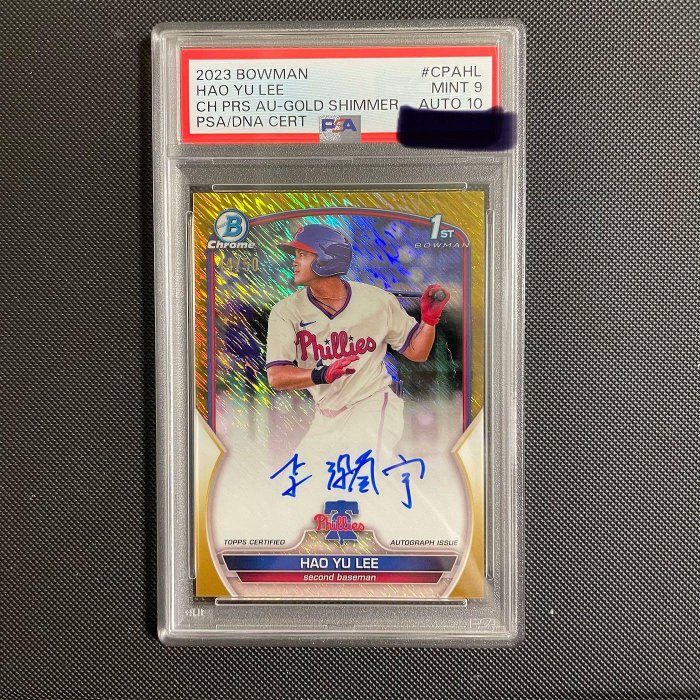 2023 BOWMAN #CPAHL
HAO YU LEE MINT 9
CH PRS AU-GOLD SHIMMER AUTO 10
PSA/DNA CERT PSA
B 1ST
Chrome BOWMAN
Phillies
李灝宇
Phillies
TOPPS CERTIFIED AUTOGRAPH ISSUE
HAO YU LEE
second baseman